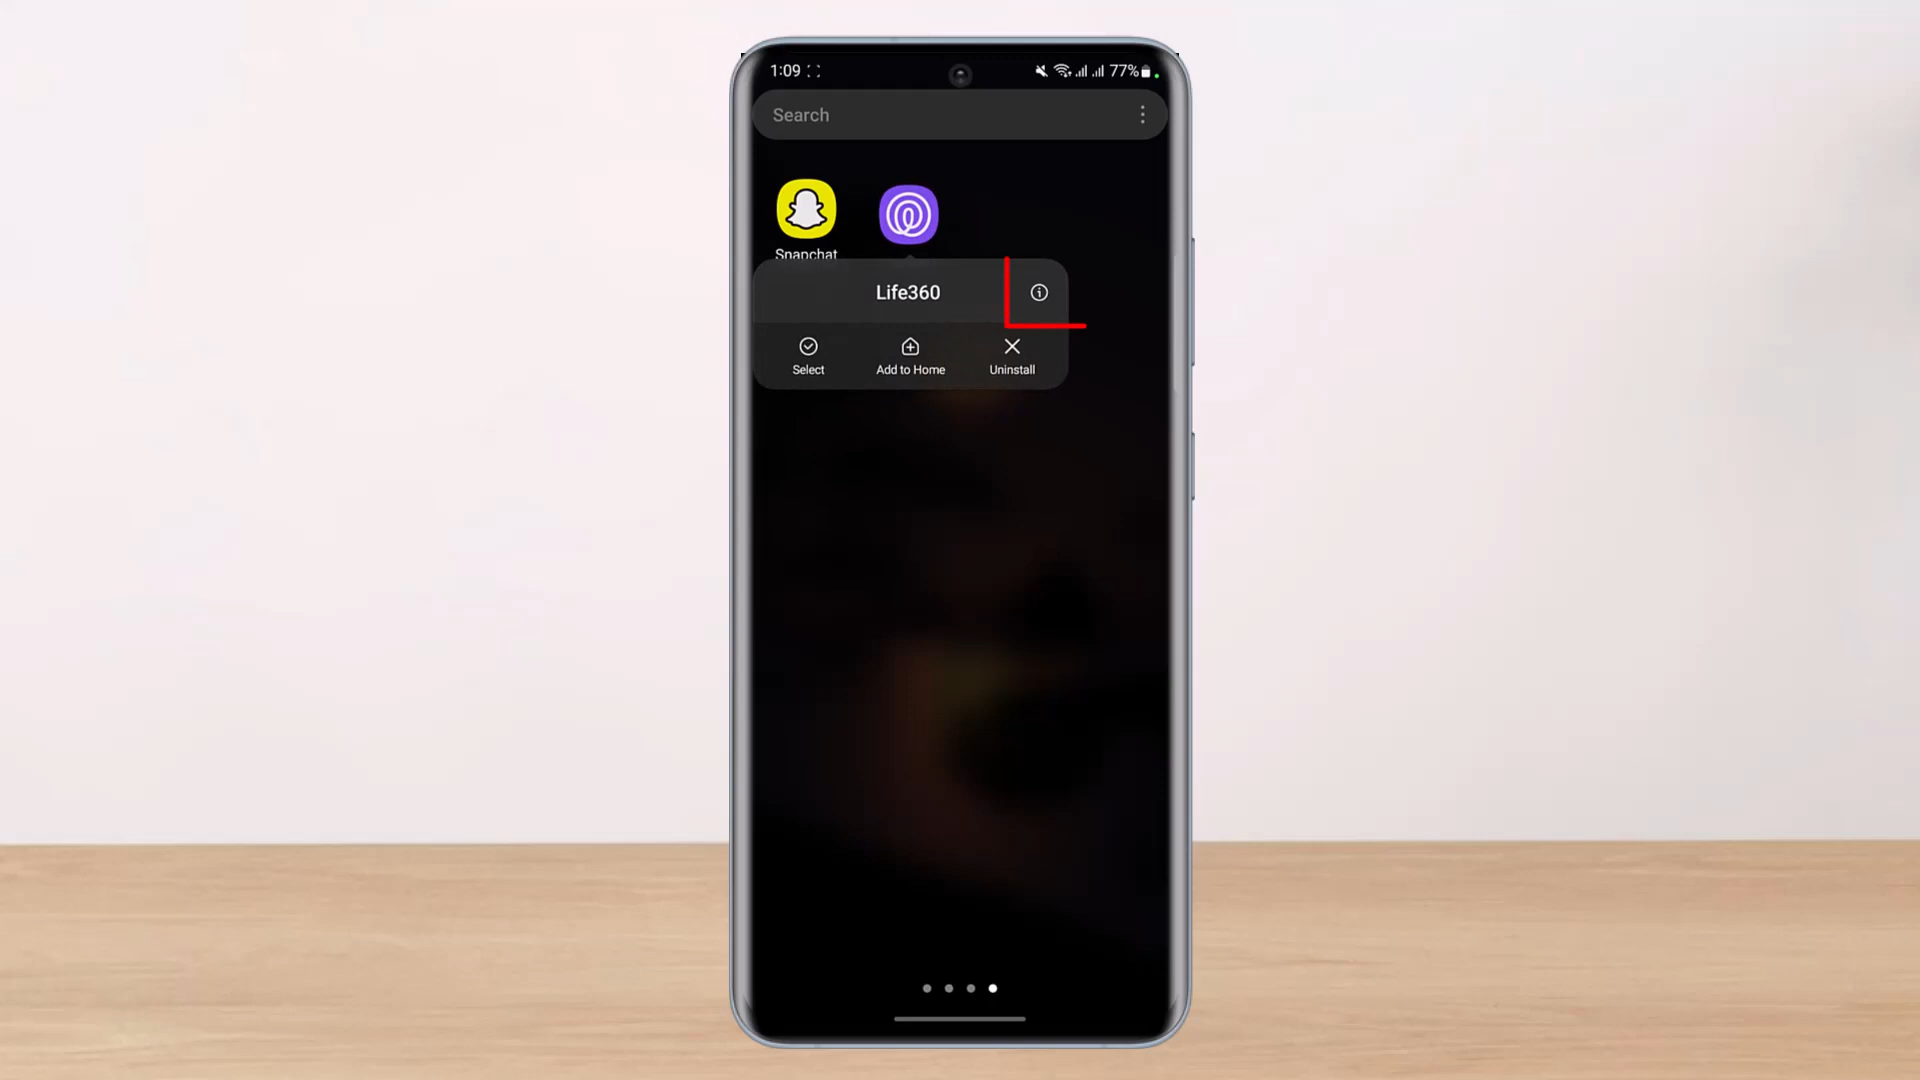 1:09
77%
Search
Snapchat
Life360
Select
Add to Home
Uninstall